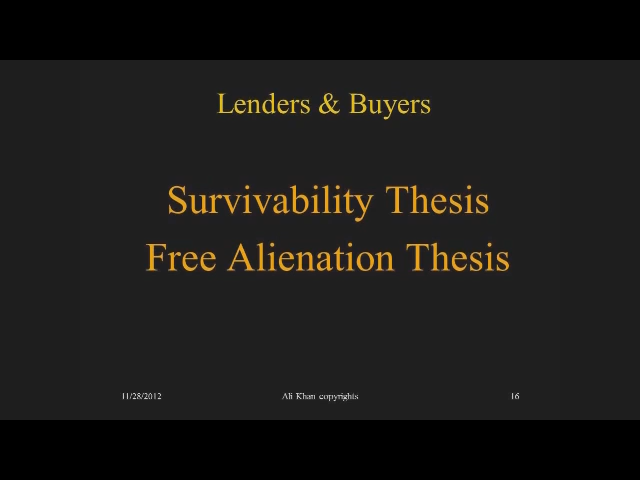 Lenders & Buyers
Survivability Thesis
Free Alienation Thesis
11/28/2012 Ali Khan copyrights 16